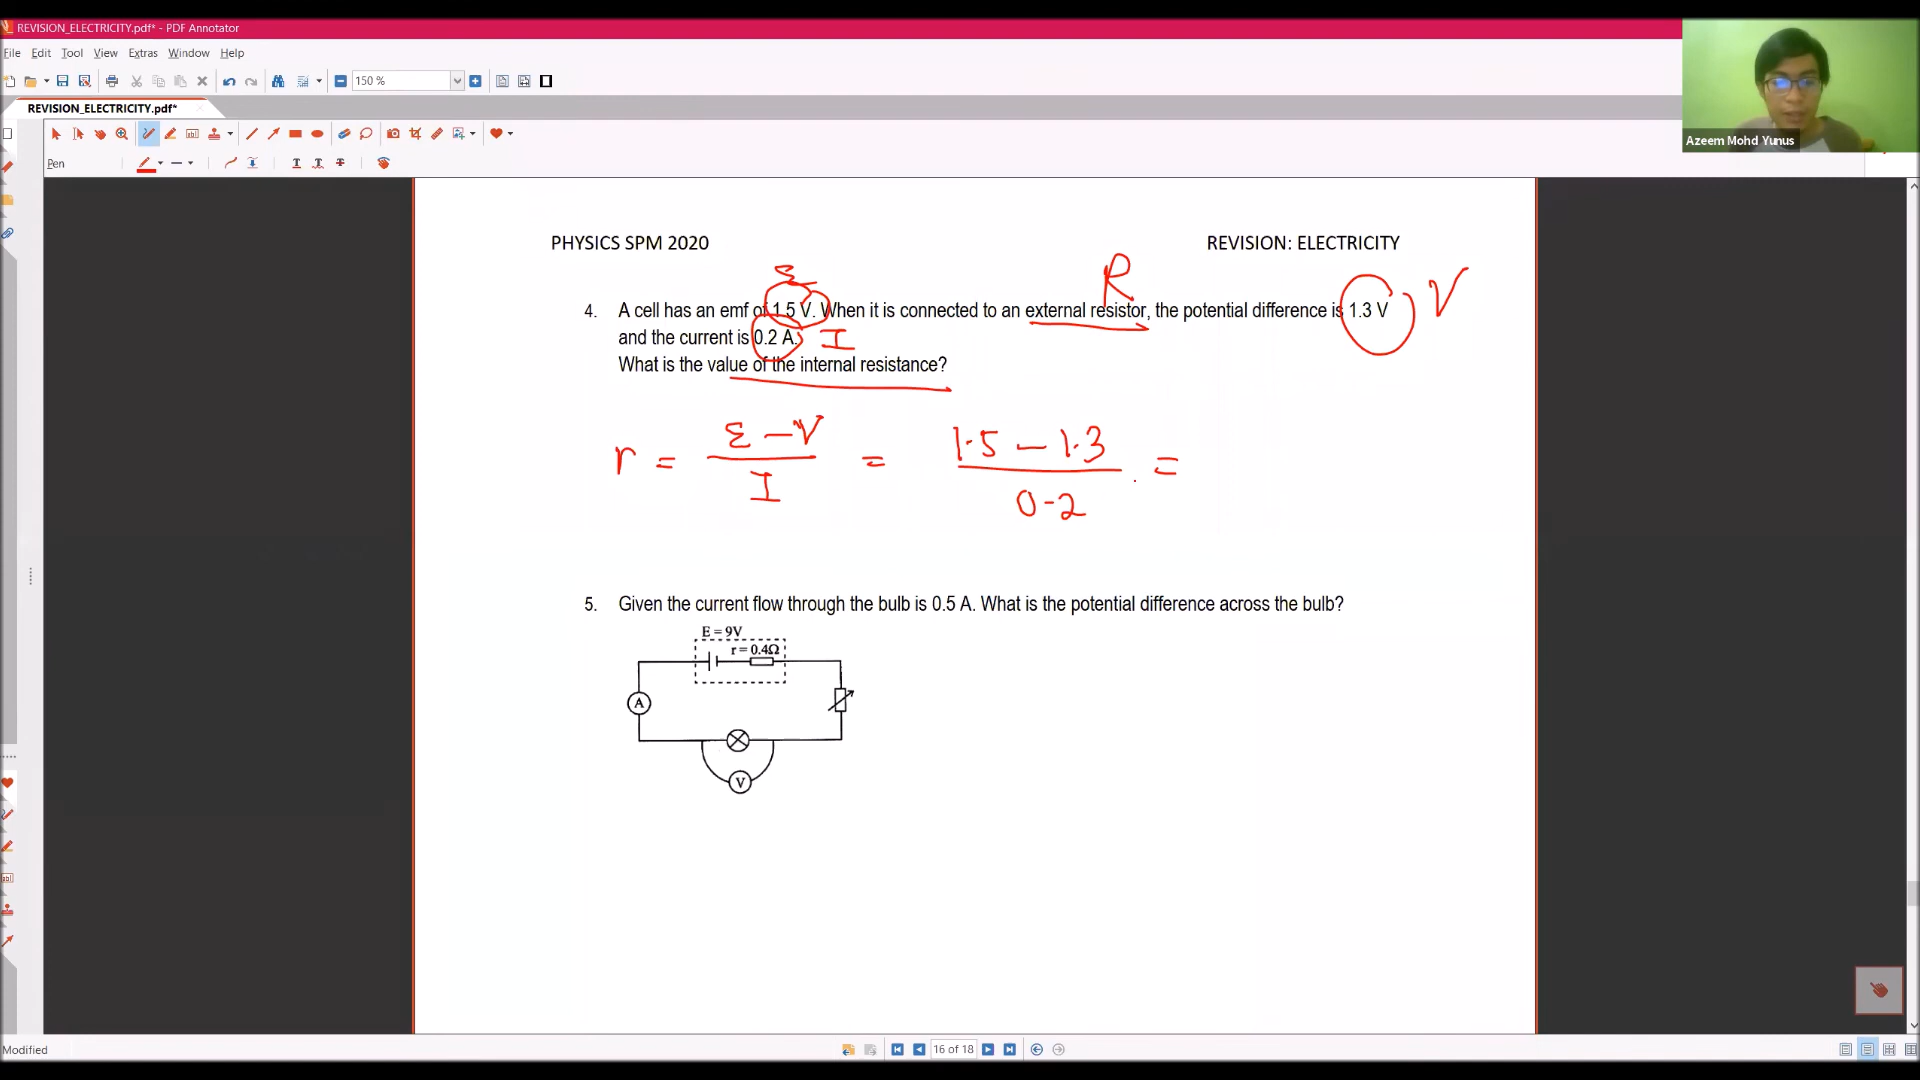 REVISION_ELECTRICITY.pdf* - PDF Annotator
File Edit Tool View Extras Window Help
150 %
REVISION_ELECTRICITY.pdf*
Pen
Azeem Mohd Yunus
PHYSICS SPM 2020 REVISION: ELECTRICITY
ε R V
4. A cell has an emf of 1.5 V. When it is connected to an external resistor, the potential difference is 1.3 V
and the current is 0.2 A. I
What is the value of the internal resistance?
r = ε − V / I = 1.5 − 1.3 / 0.2 =
5. Given the current flow through the bulb is 0.5 A. What is the potential difference across the bulb?
E = 9V
r = 0.4Ω
A
V
Modified
16 of 18